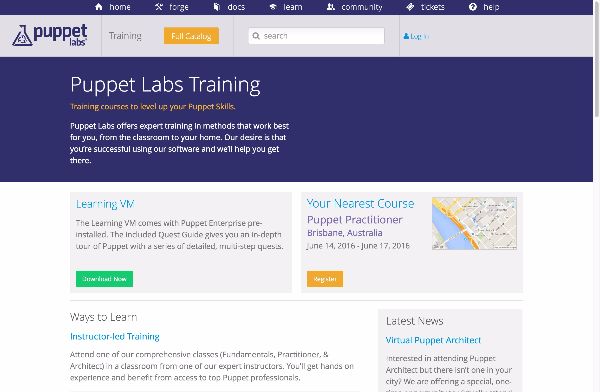 home forge docs learn community tickets help
puppet labs Training Full Catalog search Log In
Puppet Labs Training
Training courses to level up your Puppet Skills.
Puppet Labs offers expert training in methods that work best
for you, from the classroom to your home. Our desire is that
you're successful using our software and we'll help you get
there.
Learning VM
The Learning VM comes with Puppet Enterprise pre-
installed. The included Quest Guide gives you an in-depth
tour of Puppet with a series of detailed, multi-step quests.
Download Now
Your Nearest Course
Puppet Practitioner
Brisbane, Australia
June 14, 2016 - June 17, 2016
Register
Ways to Learn
Instructor-led Training
Attend one of our comprehensive classes (Fundamentals, Practitioner, &
Architect) in a classroom from one of our expert instructors. You'll get hands on
experience and benefit from access to top Puppet professionals.
Latest News
Virtual Puppet Architect
Interested in attending Puppet
Architect but there isn't one in your
city? We are offering a special, one-